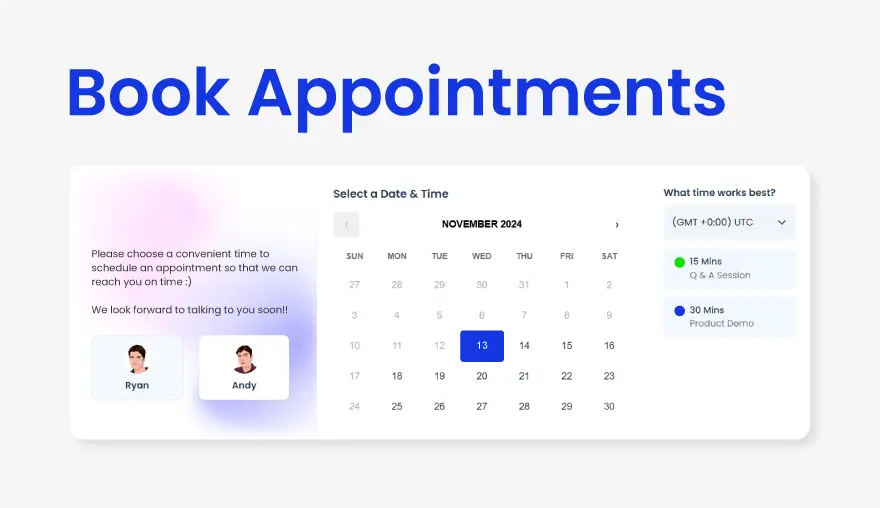 Book Appointments
Please choose a convenient time to
schedule an appointment so that we can
reach you on time :)
We look forward to talking to you soon!!
Ryan
Andy
Select a Date & Time
‹ NOVEMBER 2024 ›
SUN MON TUE WED THU FRI SAT
27 28 29 30 31 1 2
3 4 5 6 7 8 9
10 11 12 13 14 15 16
17 18 19 20 21 22 23
24 25 26 27 28 29 30
What time works best?
(GMT +0:00) UTC
15 Mins
Q & A Session
30 Mins
Product Demo